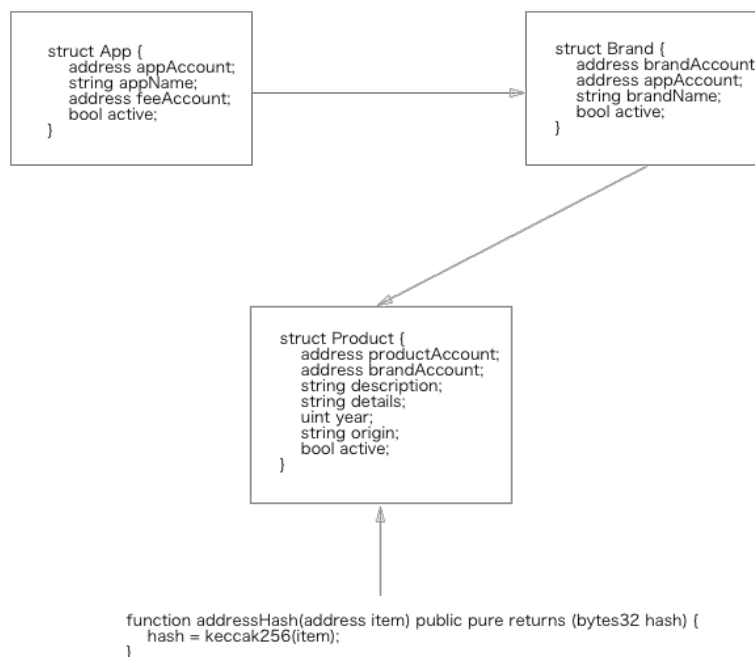 struct App {
address appAccount;
string appName;
address feeAccount;
bool active;
}
struct Brand {
address brandAccount
address appAccount;
string brandName;
bool active;
}
struct Product {
address productAccount;
address brandAccount;
string description;
string details;
uint year;
string origin;
bool active;
}
function addressHash(address item) public pure returns (bytes32 hash) {
hash = keccak256(item);
}